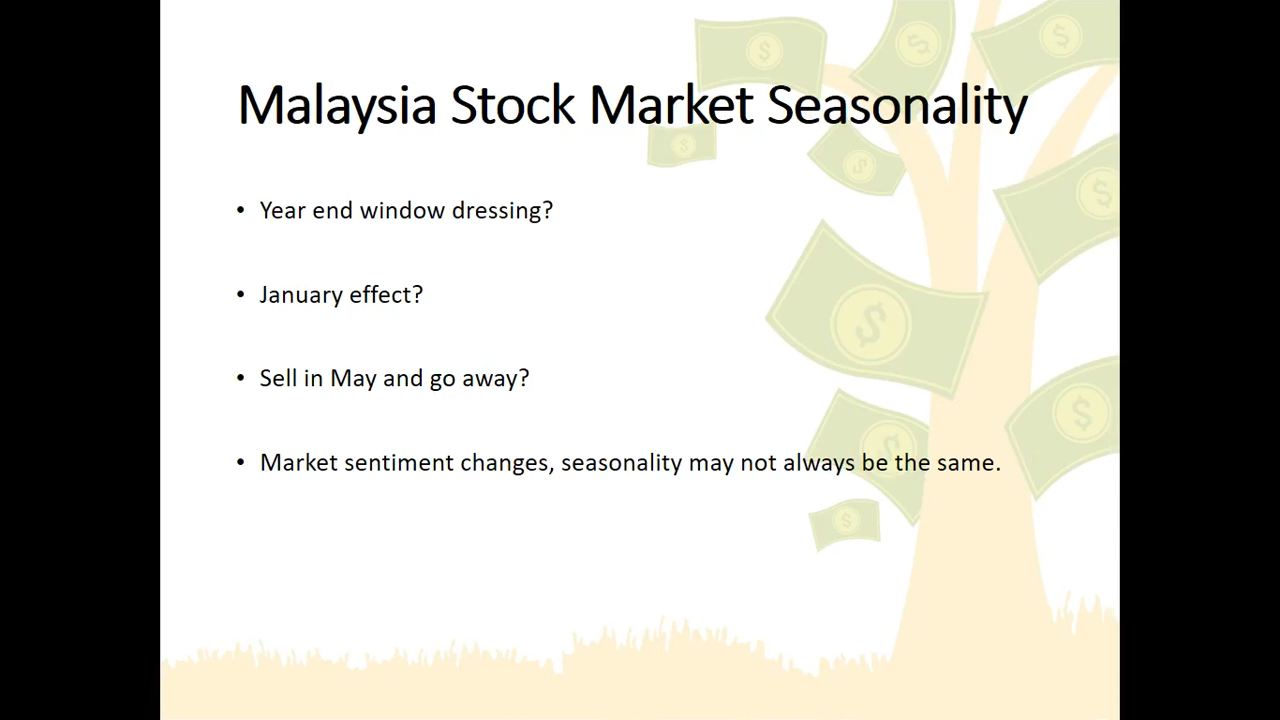 Malaysia Stock Market Seasonality
• Year end window dressing?
• January effect?
• Sell in May and go away?
• Market sentiment changes, seasonality may not always be the same.